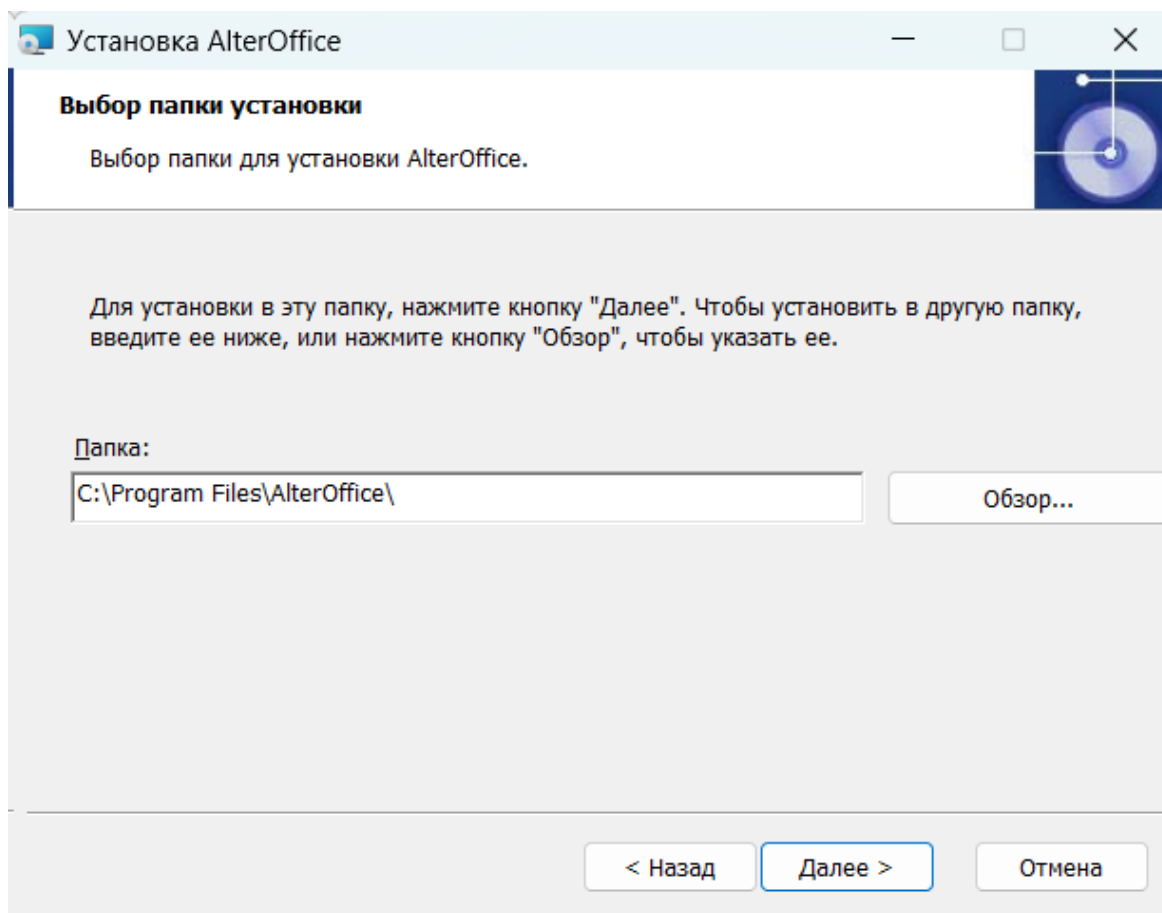 Установка AlterOffice
Выбор папки установки
Выбор папки для установки AlterOffice.
Для установки в эту папку, нажмите кнопку "Далее". Чтобы установить в другую папку,
введите ее ниже, или нажмите кнопку "Обзор", чтобы указать ее.
Папка:
C:\Program Files\AlterOffice\
Обзор...
< Назад
Далее >
Отмена